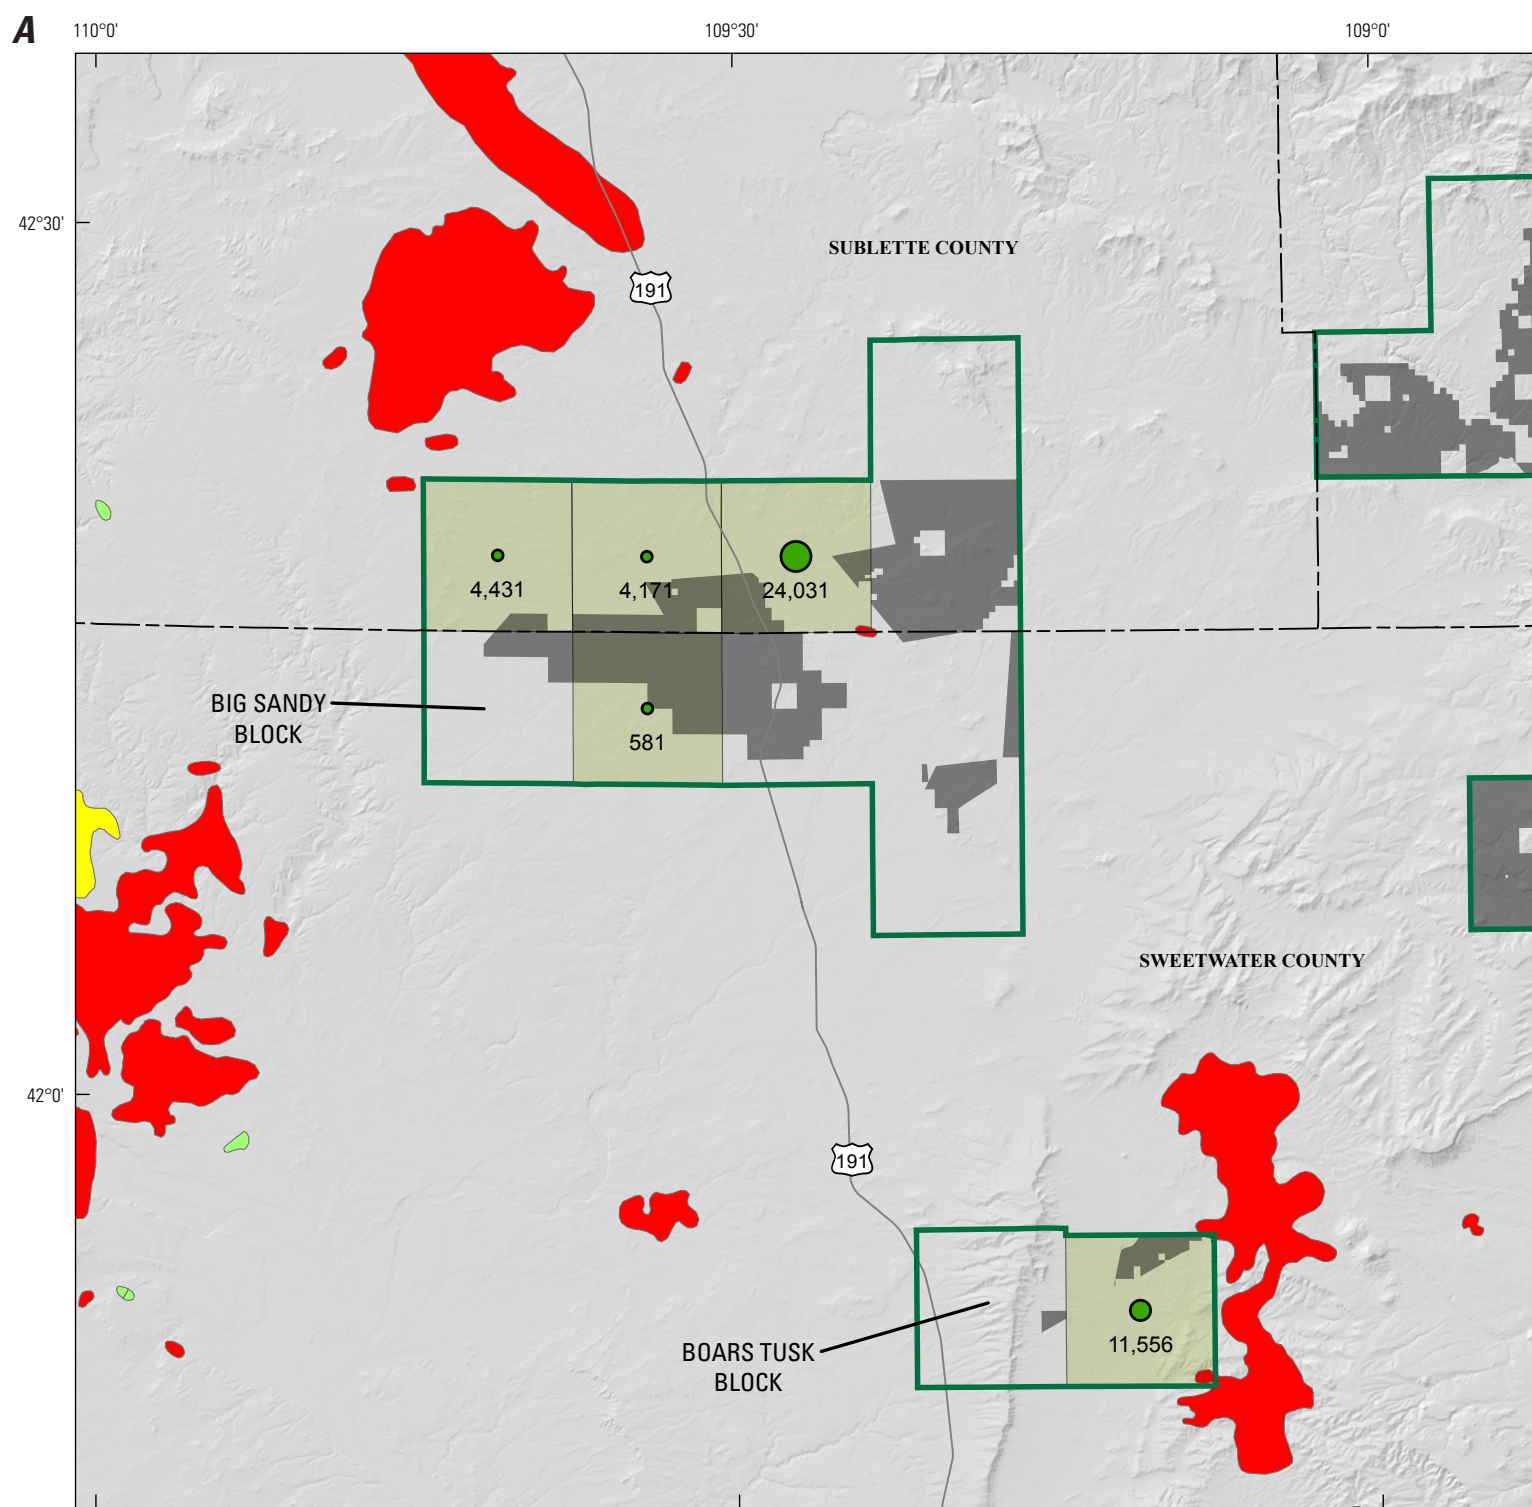 A
110°0'
109°30'
109°0'
42°30'
SUBLETTE COUNTY
191
4,431
4,171
24,031
BIG SANDY
BLOCK
581
SWEETWATER COUNTY
42°0'
191
BOARS TUSK
BLOCK
11,556